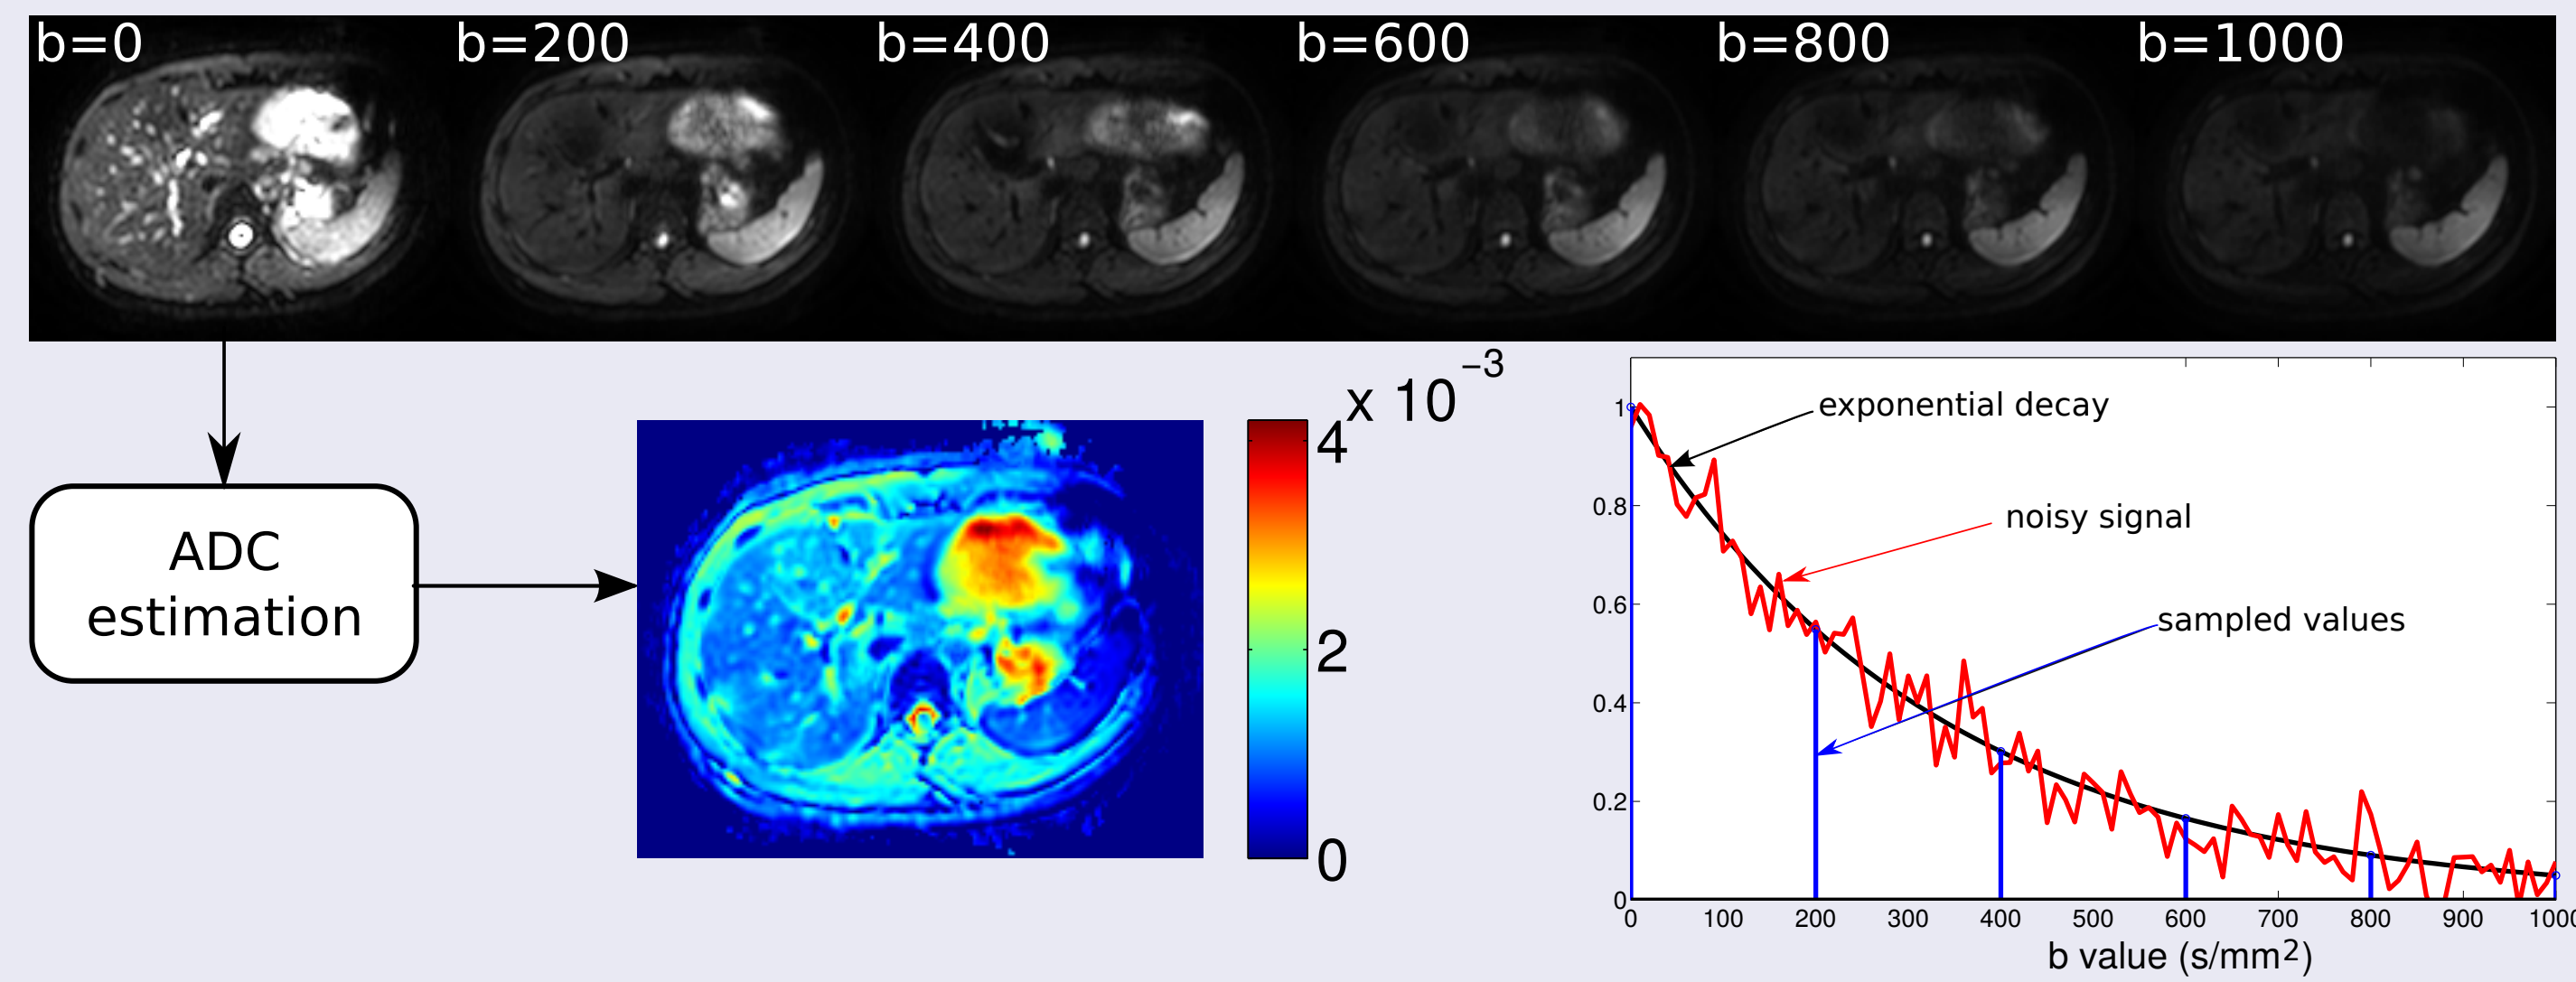 b=0 b=200 b=400 b=600 b=800 b=1000
ADC
estimation
x 10⁻³
4
2
0
exponential decay
noisy signal
sampled values
1
0.8
0.6
0.4
0.2
0
0 100 200 300 400 500 600 700 800 900 1000
b value (s/mm²)